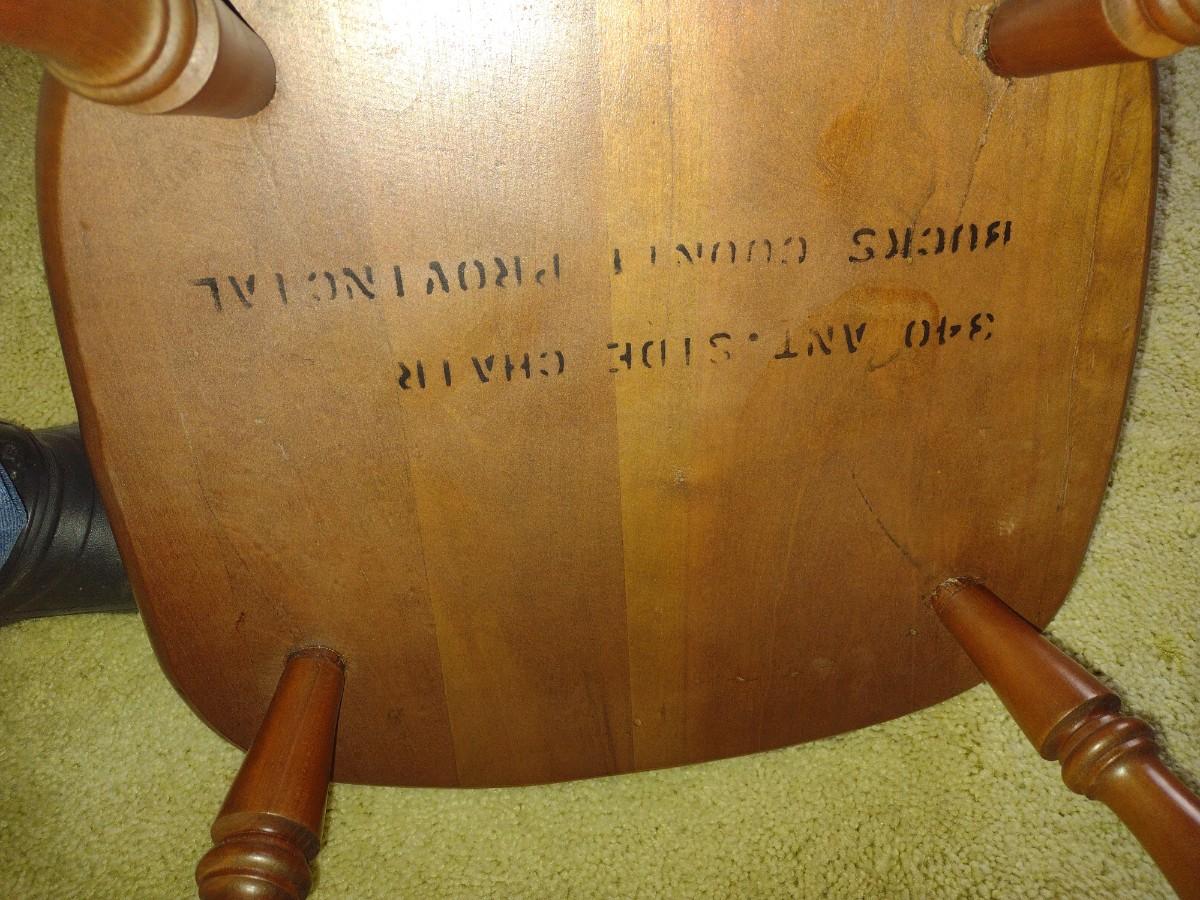 BUCKS COUNTY PROVINCIAL
340 ANT. SIDE CHAIR